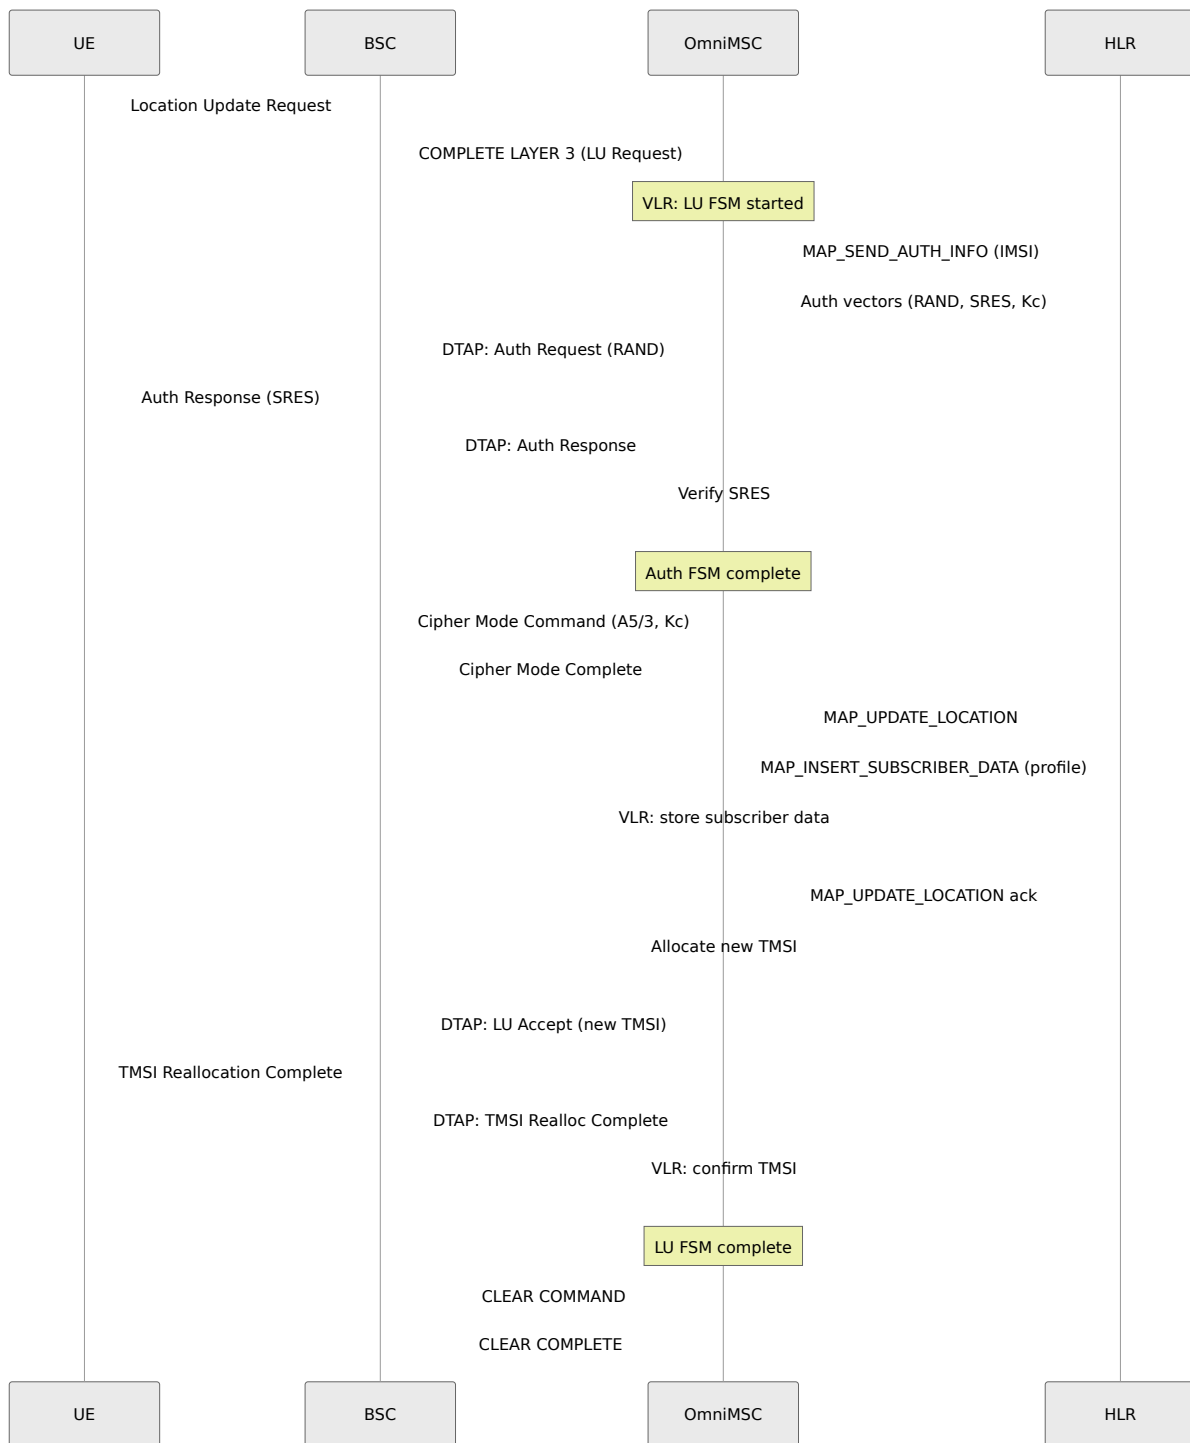 UE
BSC
OmniMSC
HLR
Location Update Request
COMPLETE LAYER 3 (LU Request)
VLR: LU FSM started
MAP_SEND_AUTH_INFO (IMSI)
Auth vectors (RAND, SRES, Kc)
DTAP: Auth Request (RAND)
Auth Response (SRES)
DTAP: Auth Response
Verify SRES
Auth FSM complete
Cipher Mode Command (A5/3, Kc)
Cipher Mode Complete
MAP_UPDATE_LOCATION
MAP_INSERT_SUBSCRIBER_DATA (profile)
VLR: store subscriber data
MAP_UPDATE_LOCATION ack
Allocate new TMSI
DTAP: LU Accept (new TMSI)
TMSI Reallocation Complete
DTAP: TMSI Realloc Complete
VLR: confirm TMSI
LU FSM complete
CLEAR COMMAND
CLEAR COMPLETE
UE
BSC
OmniMSC
HLR